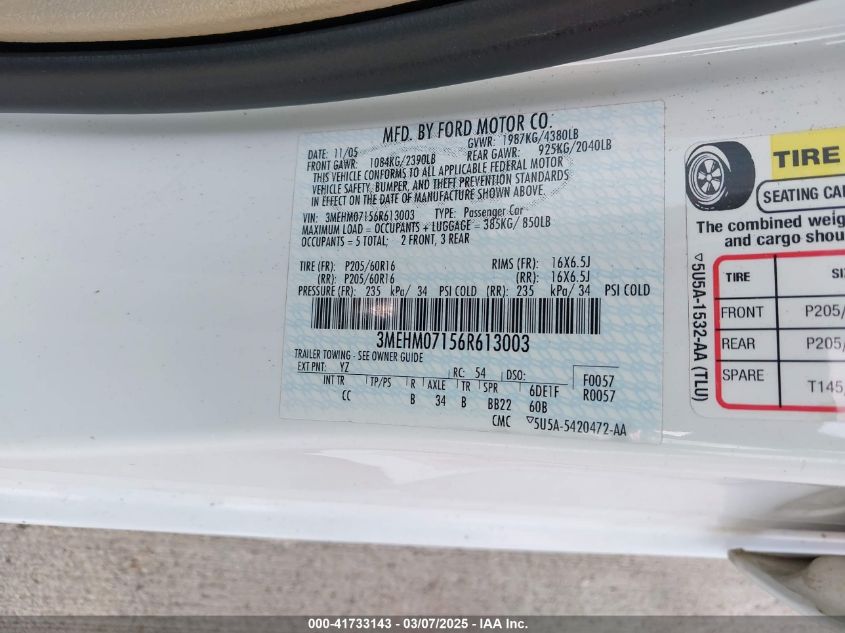 MFD. BY FORD MOTOR CO.
DATE: 11/05 GVWR: 1987KG/4380LB
FRONT GAWR: 1084KG/2390LB REAR GAWR: 925KG/2040LB
THIS VEHICLE CONFORMS TO ALL APPLICABLE FEDERAL MOTOR
VEHICLE SAFETY, BUMPER, AND THEFT PREVENTION STANDARDS
IN EFFECT ON THE DATE OF MANUFACTURE SHOWN ABOVE.
VIN: 3MEHM07156R613003 TYPE: Passenger Car
MAXIMUM LOAD = OCCUPANTS + LUGGAGE = 385KG/ 850LB
OCCUPANTS = 5 TOTAL; 2 FRONT, 3 REAR
TIRE (FR): P205/60R16 RIMS (FR): 16X6.5J
(RR): P205/60R16 (RR): 16X6.5J
PRESSURE (FR): 235 kPa/ 34 PSI COLD (RR): 235 kPa/ 34 PSI COLD
3MEHM07156R613003
TRAILER TOWING - SEE OWNER GUIDE
EXT PNT: YZ RC: 54 DSO: F0057
INT TR TP/PS R AXLE TR SPR 6DE1F R0057
CC B 34 B BB22 60B
CMC ▽5U5A-5420472-AA
TIRE
SEATING CA
The combined weig
and cargo shou
▽5U5A-1532-AA (TLU)
TIRE SI
FRONT P205/
REAR P205/
SPARE T145
000-41733143 - 03/07/2025 - IAA Inc.